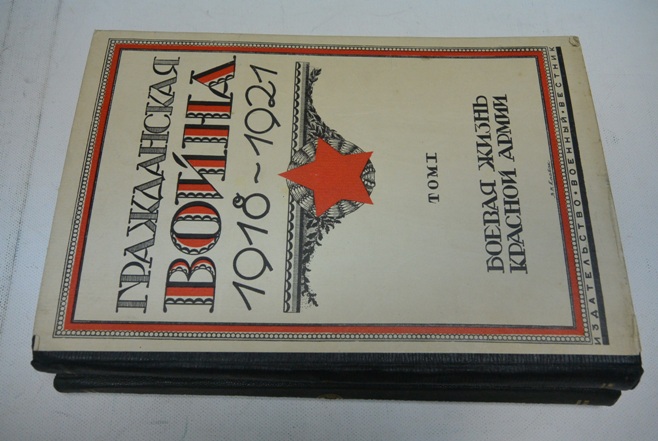 ГРАЖДАНСКАЯ
ВОЙНА
1918~1921
ТОМ I
БОЕВАЯ ЖИЗНЬ
КРАСНОЙ АРМИИ
ИЗДАТЕЛЬСТВО • ВОЕННЫЙ • ВЕСТНИК